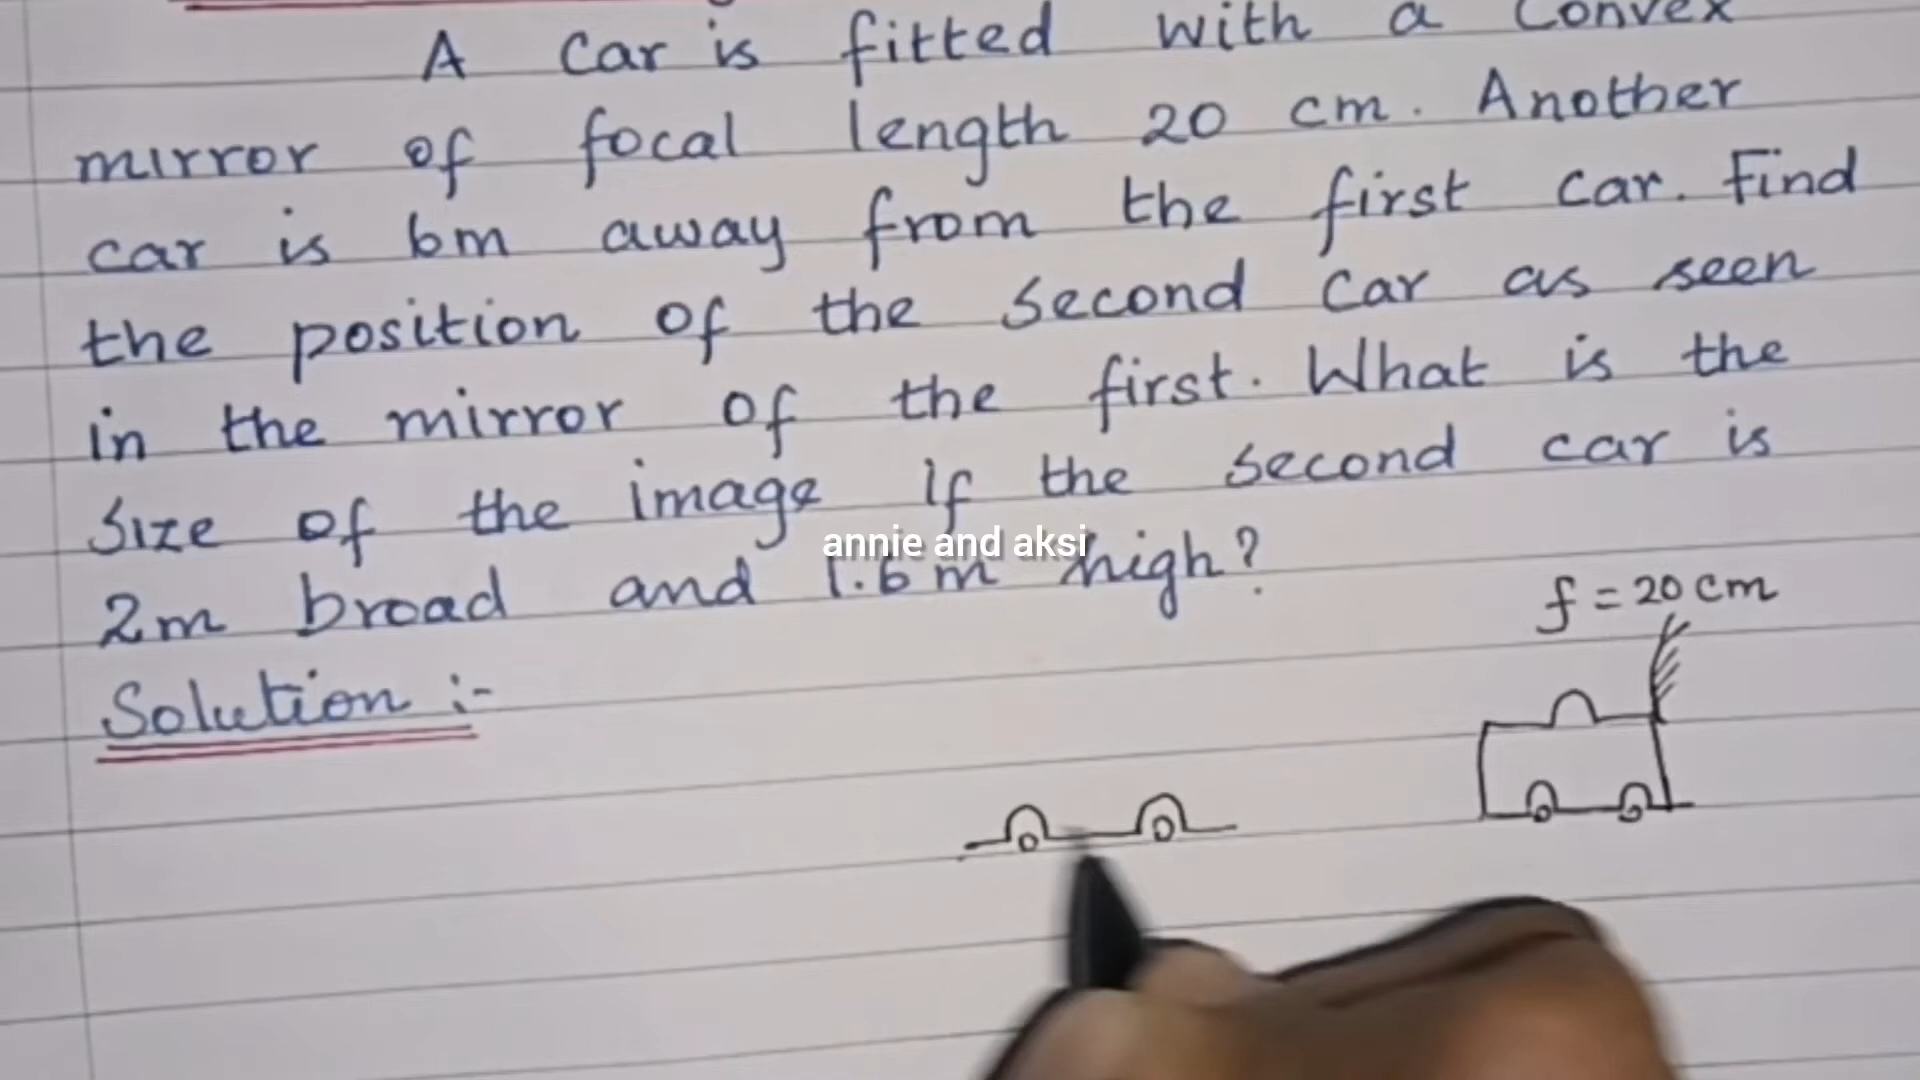 A Car is fitted with a Convex
mirror of focal length 20 cm. Another
car is 6m away from the first car. Find
the position of the second car as seen
in the mirror of the first. What is the
size of the image if the second car is
annie and aksi
2m broad and 1.6m high?
f = 20 cm
Solution :-